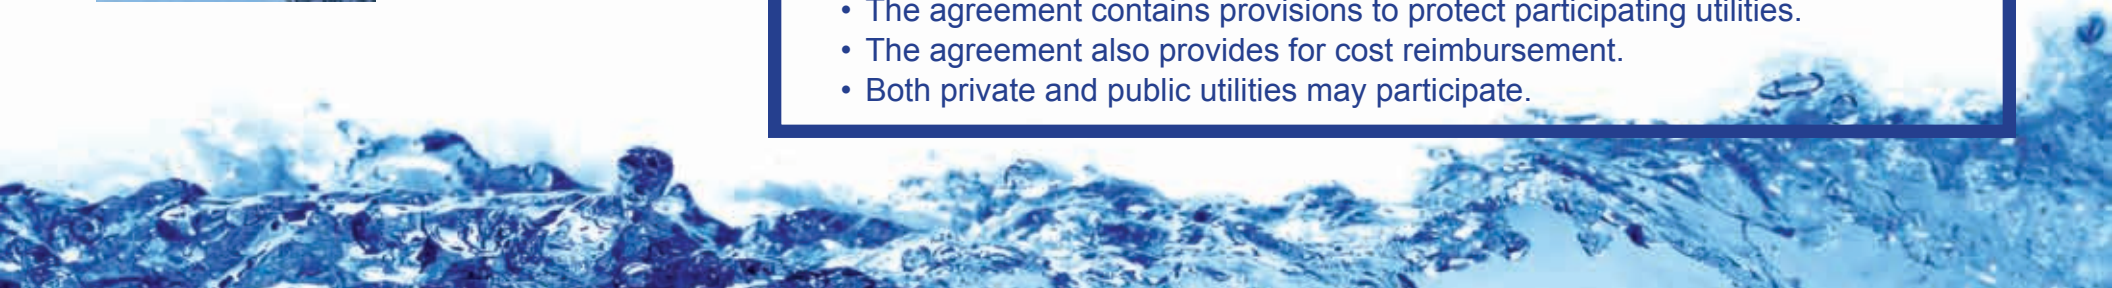 • The agreement contains provisions to protect participating utilities.
• The agreement also provides for cost reimbursement.
• Both private and public utilities may participate.